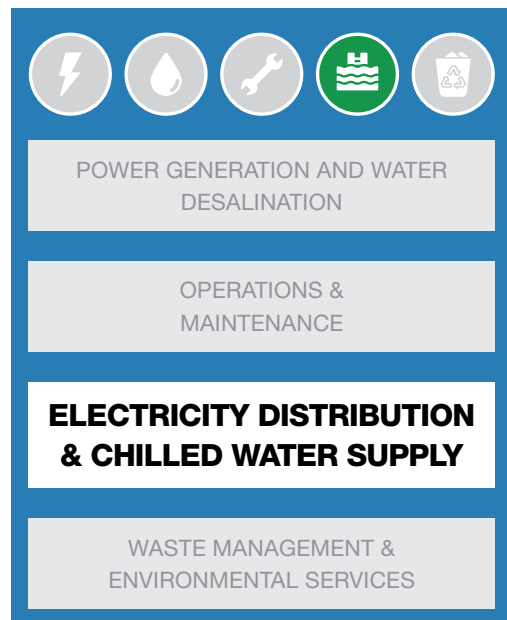 POWER GENERATION AND WATER
DESALINATION
OPERATIONS &
MAINTENANCE
ELECTRICITY DISTRIBUTION
& CHILLED WATER SUPPLY
WASTE MANAGEMENT &
ENVIRONMENTAL SERVICES